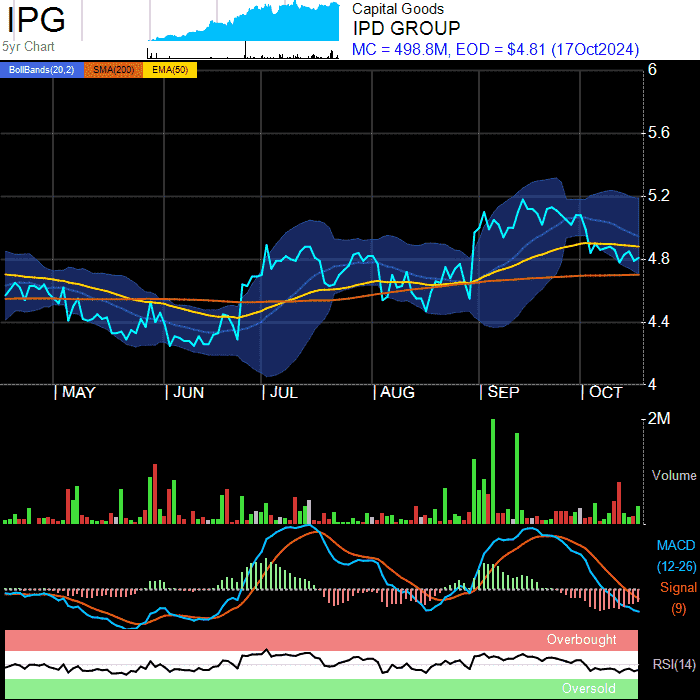 IPG
Capital Goods
IPD GROUP
5yr Chart
MC = 498.8M, EOD = $4.81 (17Oct2024)
BollBands(20,2) SMA(200) EMA(50)
6
5.6
5.2
4.8
4.4
4
MAY JUN JUL AUG SEP OCT
2M
Volume
MACD
(12-26)
Signal
(9)
Overbought
RSI(14)
Oversold